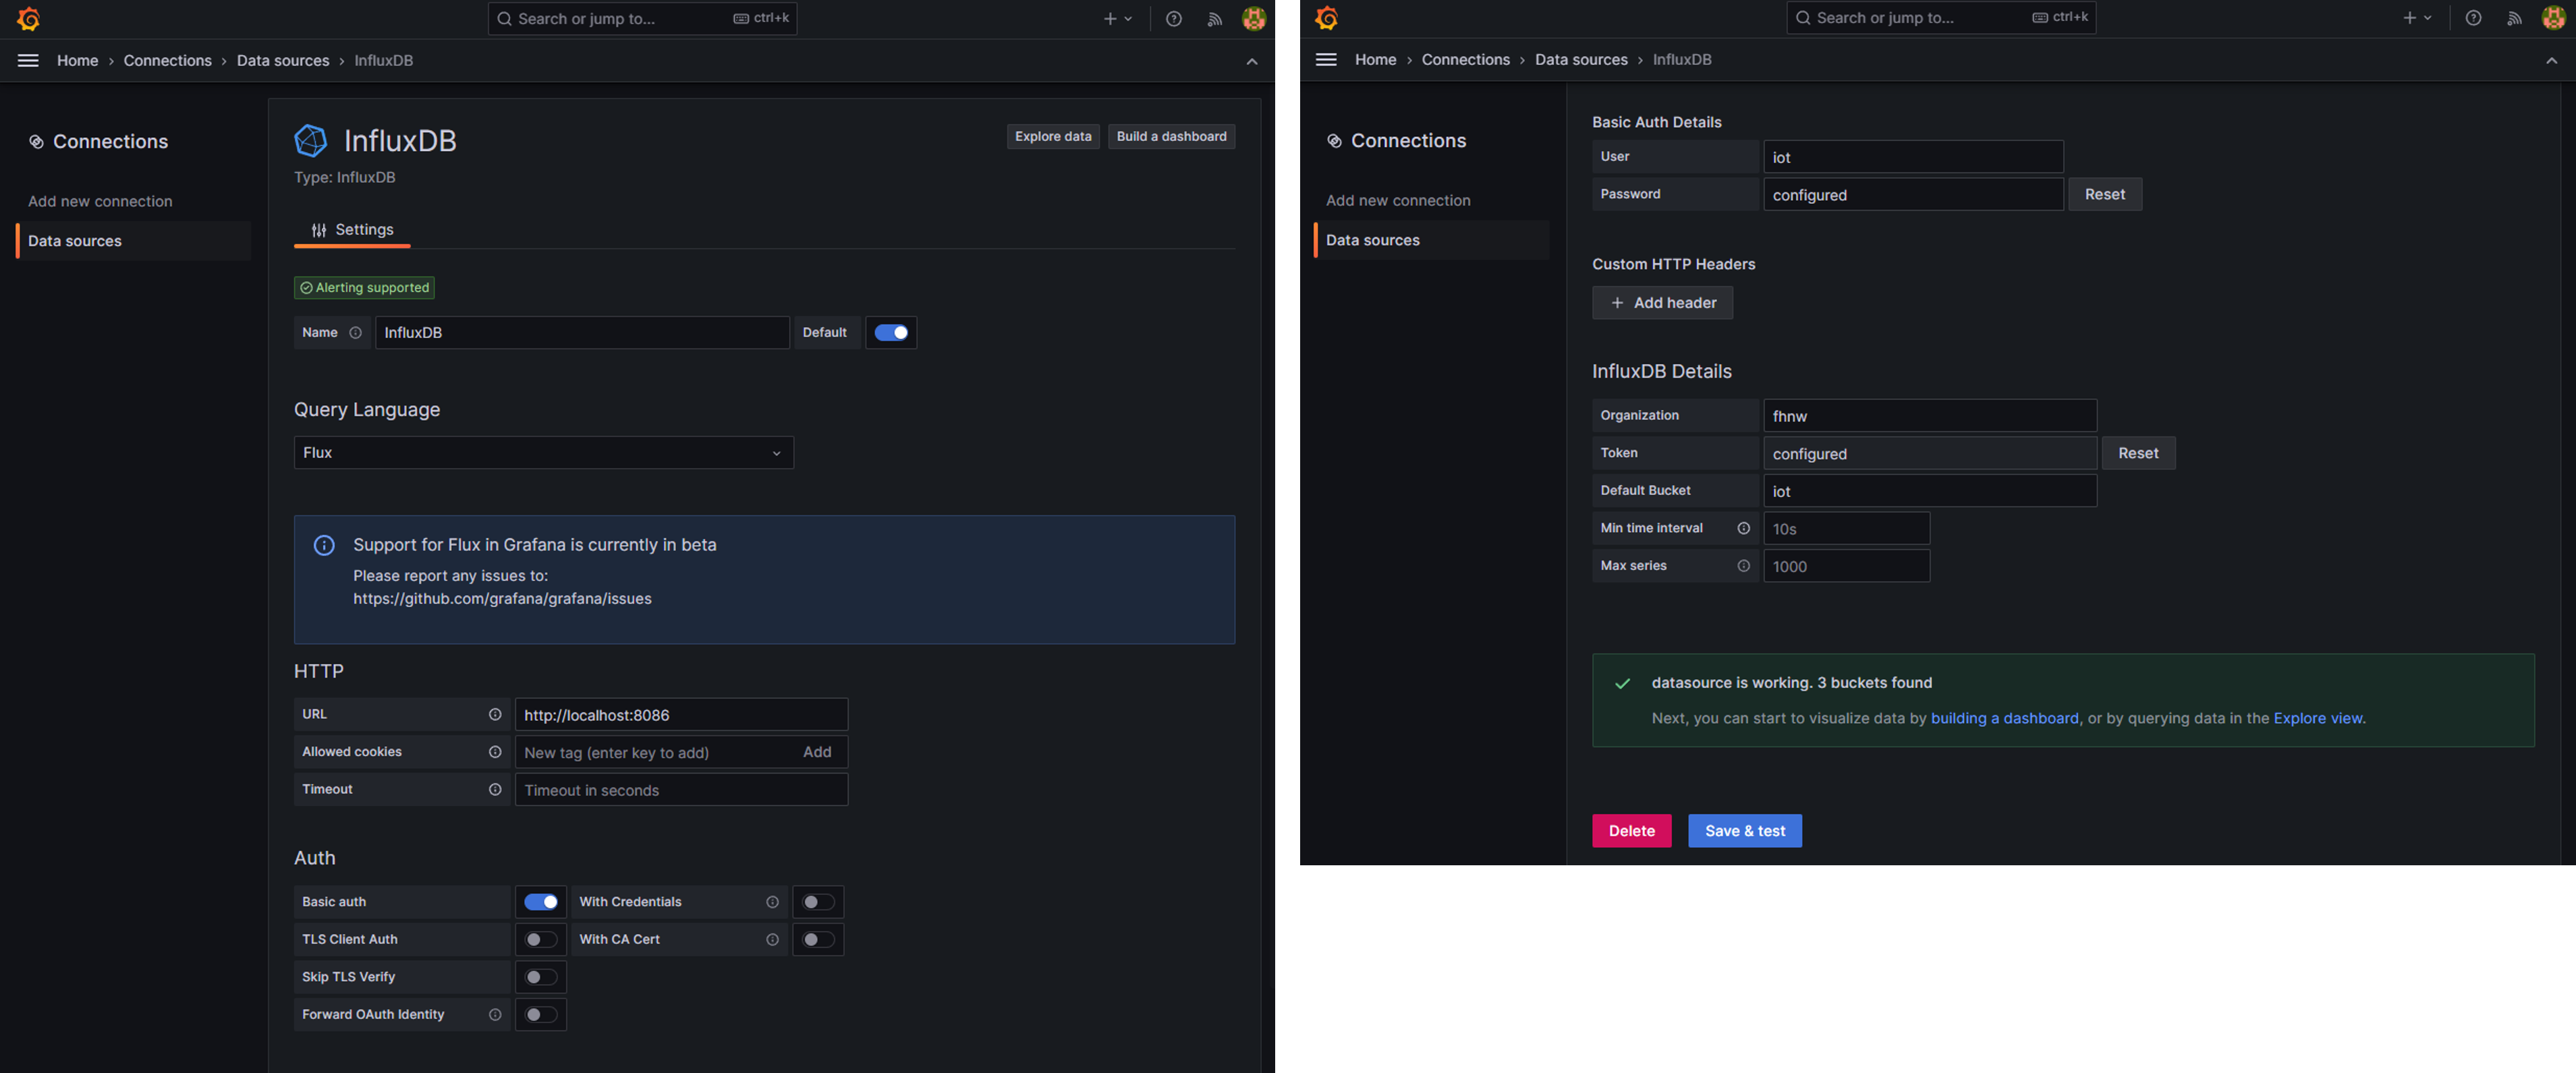 Search or jump to... ctrl+k
Home › Connections › Data sources › InfluxDB
Connections
Add new connection
Data sources
InfluxDB
Type: InfluxDB
Explore data
Build a dashboard
Settings
Alerting supported
Name InfluxDB Default
Query Language
Flux
Support for Flux in Grafana is currently in beta
Please report any issues to:
https://github.com/grafana/grafana/issues
HTTP
URL http://localhost:8086
Allowed cookies New tag (enter key to add) Add
Timeout Timeout in seconds
Auth
Basic auth With Credentials
TLS Client Auth With CA Cert
Skip TLS Verify
Forward OAuth Identity
Search or jump to... ctrl+k
Home › Connections › Data sources › InfluxDB
Connections
Add new connection
Data sources
Basic Auth Details
User iot
Password configured Reset
Custom HTTP Headers
+ Add header
InfluxDB Details
Organization fhnw
Token configured Reset
Default Bucket iot
Min time interval 10s
Max series 1000
datasource is working. 3 buckets found
Next, you can start to visualize data by building a dashboard, or by querying data in the Explore view.
Delete Save & test